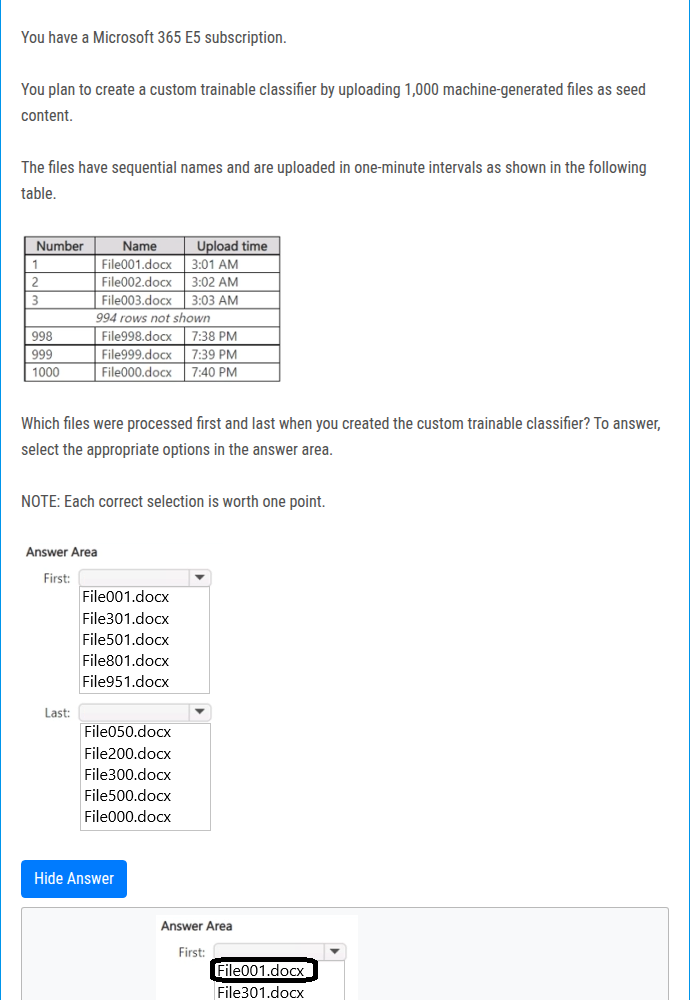 You have a Microsoft 365 E5 subscription.
You plan to create a custom trainable classifier by uploading 1,000 machine-generated files as seed
content.
The files have sequential names and are uploaded in one-minute intervals as shown in the following
table.
Number Name Upload time
1 File001.docx 3:01 AM
2 File002.docx 3:02 AM
3 File003.docx 3:03 AM
994 rows not shown
998 File998.docx 7:38 PM
999 File999.docx 7:39 PM
1000 File000.docx 7:40 PM
Which files were processed first and last when you created the custom trainable classifier? To answer,
select the appropriate options in the answer area.
NOTE: Each correct selection is worth one point.
Answer Area
First:
File001.docx
File301.docx
File501.docx
File801.docx
File951.docx
Last:
File050.docx
File200.docx
File300.docx
File500.docx
File000.docx
Hide Answer
Answer Area
First:
File001.docx
File301.docx